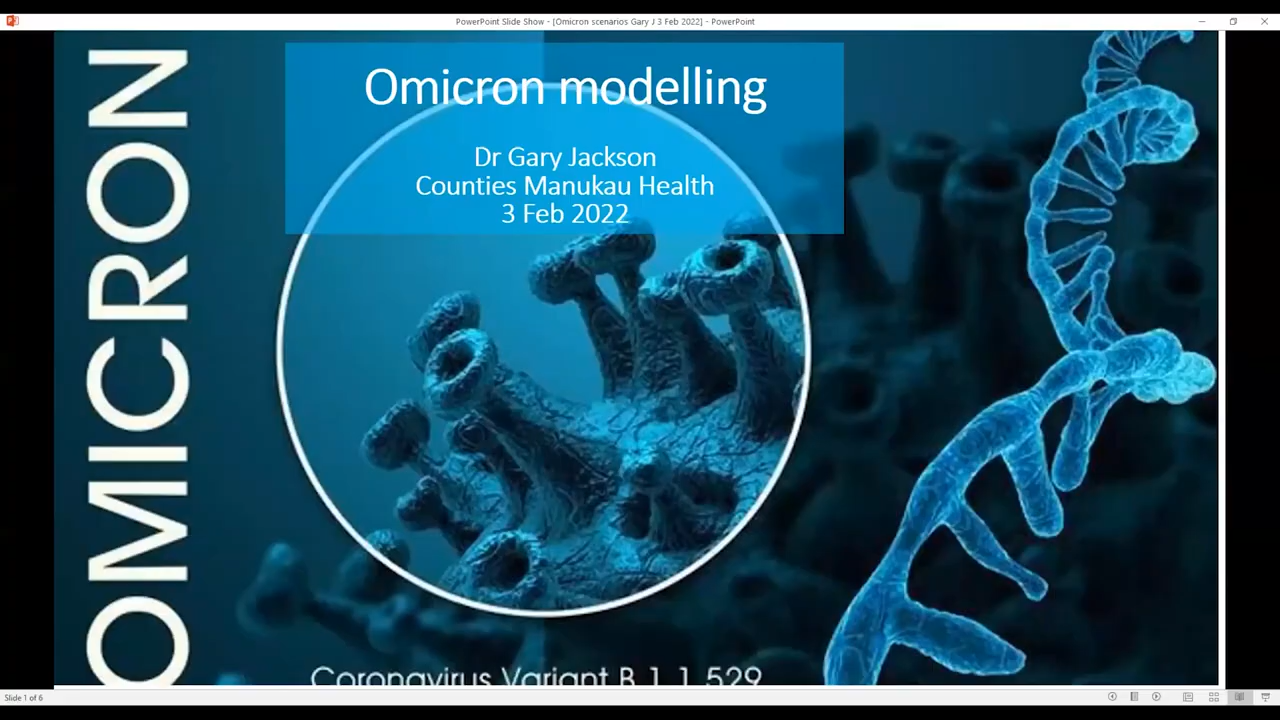 PowerPoint Slide Show - [Omicron scenarios Gary J 3 Feb 2022] - PowerPoint
OMICRON
Omicron modelling
Dr Gary Jackson
Counties Manukau Health
3 Feb 2022
Coronavirus Variant B.1.1.529
Slide 1 of 6